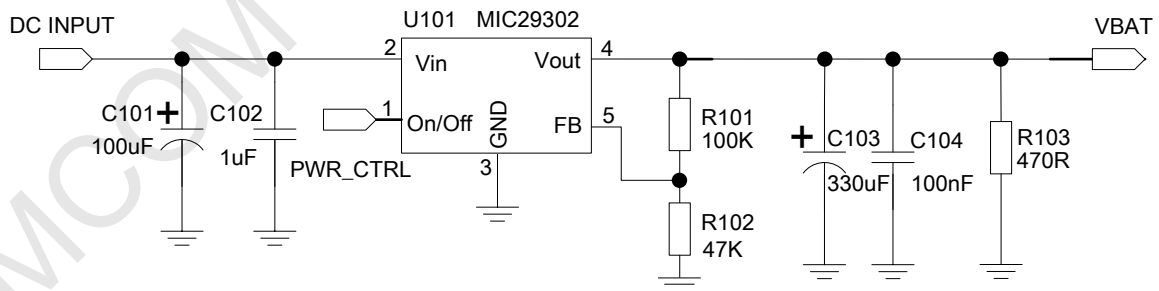 DC INPUT
U101 MIC29302
VBAT
2
Vin
Vout
4
C101
100uF
C102
1uF
1
On/Off
GND
FB
5
3
PWR_CTRL
R101
100K
R102
47K
C103
330uF
C104
100nF
R103
470R
MCOM